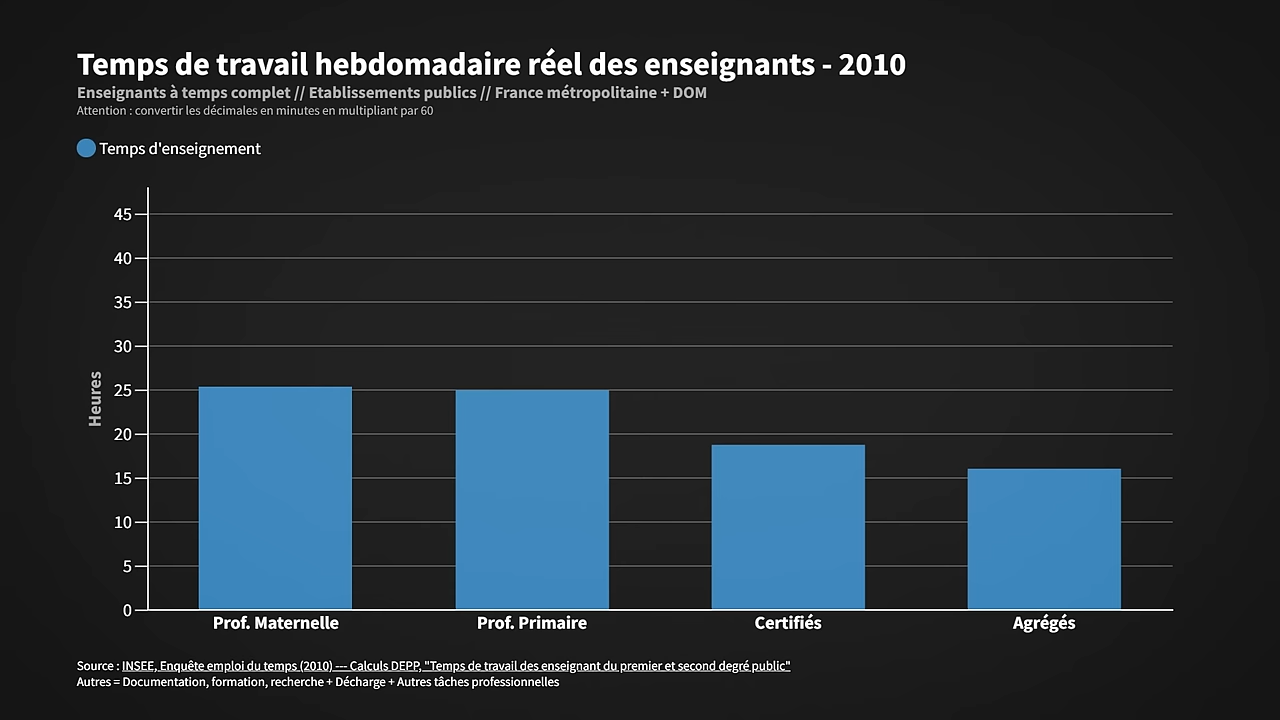 Temps de travail hebdomadaire réel des enseignants - 2010
Enseignants à temps complet // Etablissements publics // France métropolitaine + DOM
Attention : convertir les décimales en minutes en multipliant par 60
Temps d'enseignement
45
40
35
30
25
20
15
10
5
0
Heures
Prof. Maternelle
Prof. Primaire
Certifiés
Agrégés
Source : INSEE, Enquête emploi du temps (2010) --- Calculs DEPP, "Temps de travail des enseignant du premier et second degré public"
Autres = Documentation, formation, recherche + Décharge + Autres tâches professionnelles